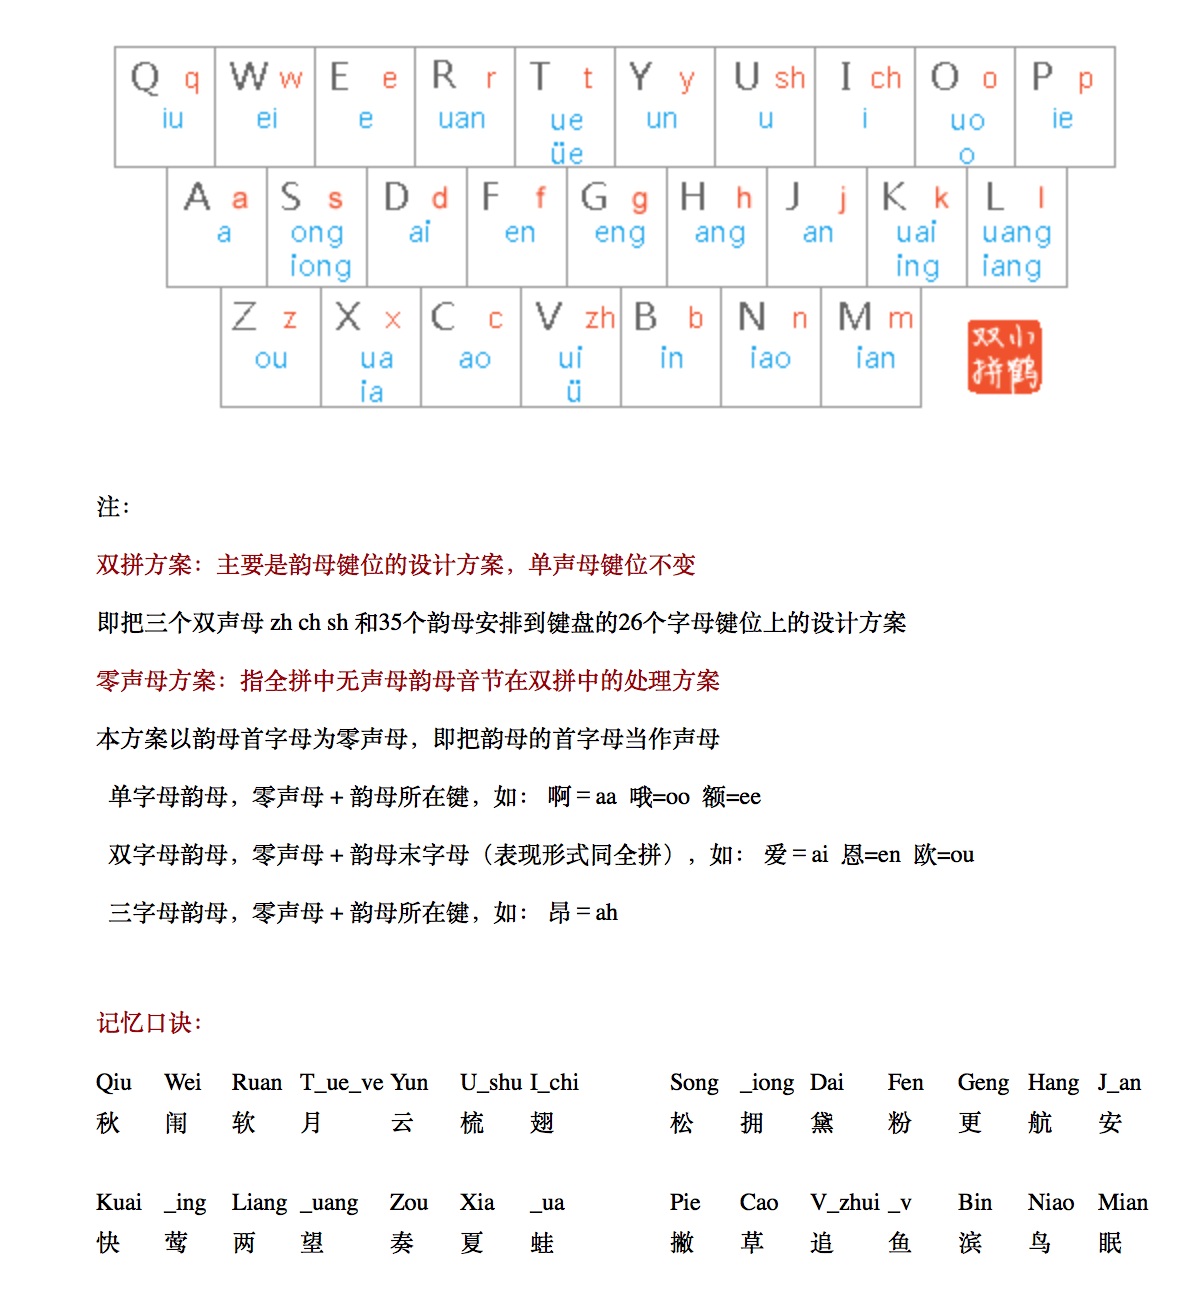 Q q W w E e R r T t Y y U sh I ch O o P p
iu ei e uan ue un u i uo ie
üe o
A a S s D d F f G g H h J j K k L l
a ong ai en eng ang an uai uang
iong ing iang
Z z X x C c V zh B b N n M m
ou ua ao ui in iao ian
ia ü
双小
拼鹤
注：
双拼方案：主要是韵母键位的设计方案，单声母键位不变
即把三个双声母 zh ch sh 和35个韵母安排到键盘的26个字母键位上的设计方案
零声母方案：指全拼中无声母韵母音节在双拼中的处理方案
本方案以韵母首字母为零声母，即把韵母的首字母当作声母
单字母韵母，零声母 + 韵母所在键，如： 啊＝aa 哦=oo 额=ee
双字母韵母，零声母 + 韵母末字母（表现形式同全拼），如： 爱＝ai 恩=en 欧=ou
三字母韵母，零声母 + 韵母所在键，如： 昂＝ah
记忆口诀：
Qiu Wei Ruan T_ue_ve Yun U_shu I_chi Song _iong Dai Fen Geng Hang J_an
秋 闱 软 月 云 梳 翅 松 拥 黛 粉 更 航 安
Kuai _ing Liang _uang Zou Xia _ua Pie Cao V_zhui _v Bin Niao Mian
快 莺 两 望 奏 夏 蛙 撇 草 追 鱼 滨 鸟 眠